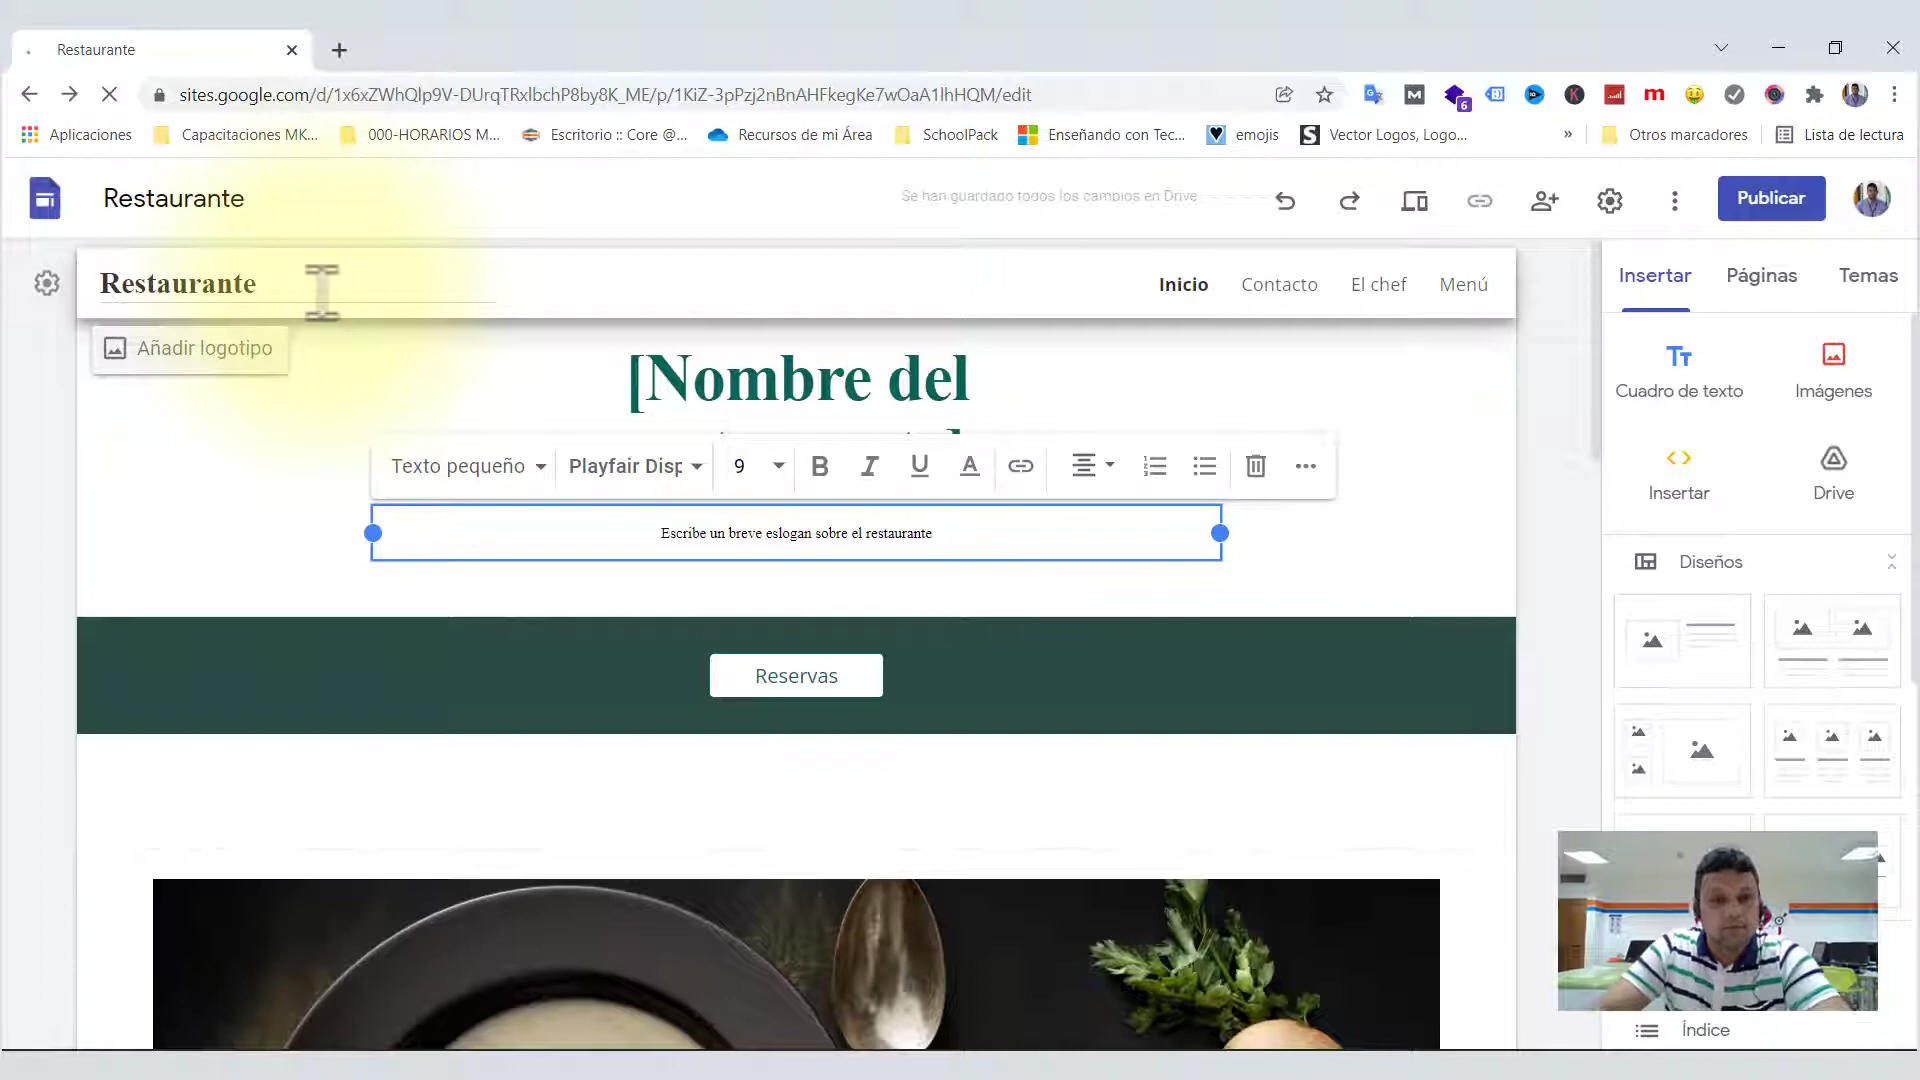 Restaurante
sites.google.com/d/1x6xZWhQlp9V-DUrqTRxlbchP8by8K_ME/p/1KiZ-3pPzj2nBnAHFkegKe7wOaA1lhHQM/edit
6
Aplicaciones
Capacitaciones MK...
000-HORARIOS M...
Escritorio :: Core @...
Recursos de mi Área
SchoolPack
Enseñando con Tec...
emojis
Vector Logos, Logo...
»
Otros marcadores
Lista de lectura
Restaurante
Se han guardado todos los cambios en Drive
Publicar
Restaurante
Inicio
Contacto
El chef
Menú
Insertar
Páginas
Temas
Añadir logotipo
[Nombre del
Cuadro de texto
Imágenes
Texto pequeño
Playfair Disp
9
Insertar
Drive
Escribe un breve eslogan sobre el restaurante
Diseños
Reservas
Índice